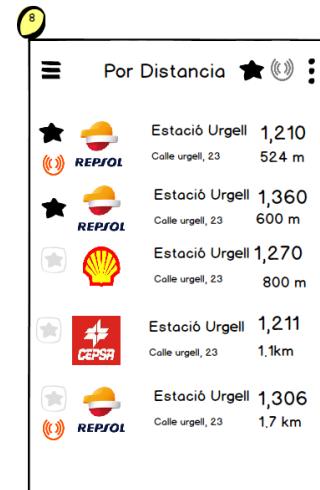 8
Por Distancia
Estació Urgell 1,210
REPSOL Calle urgell, 23 524 m
Estació Urgell 1,360
REPSOL Calle urgell, 23 600 m
Estació Urgell 1,270
Calle urgell, 23 800 m
Estació Urgell 1,211
CEPSA Calle urgell, 23 1.1km
Estació Urgell 1,306
REPSOL Calle urgell, 23 1.7 km